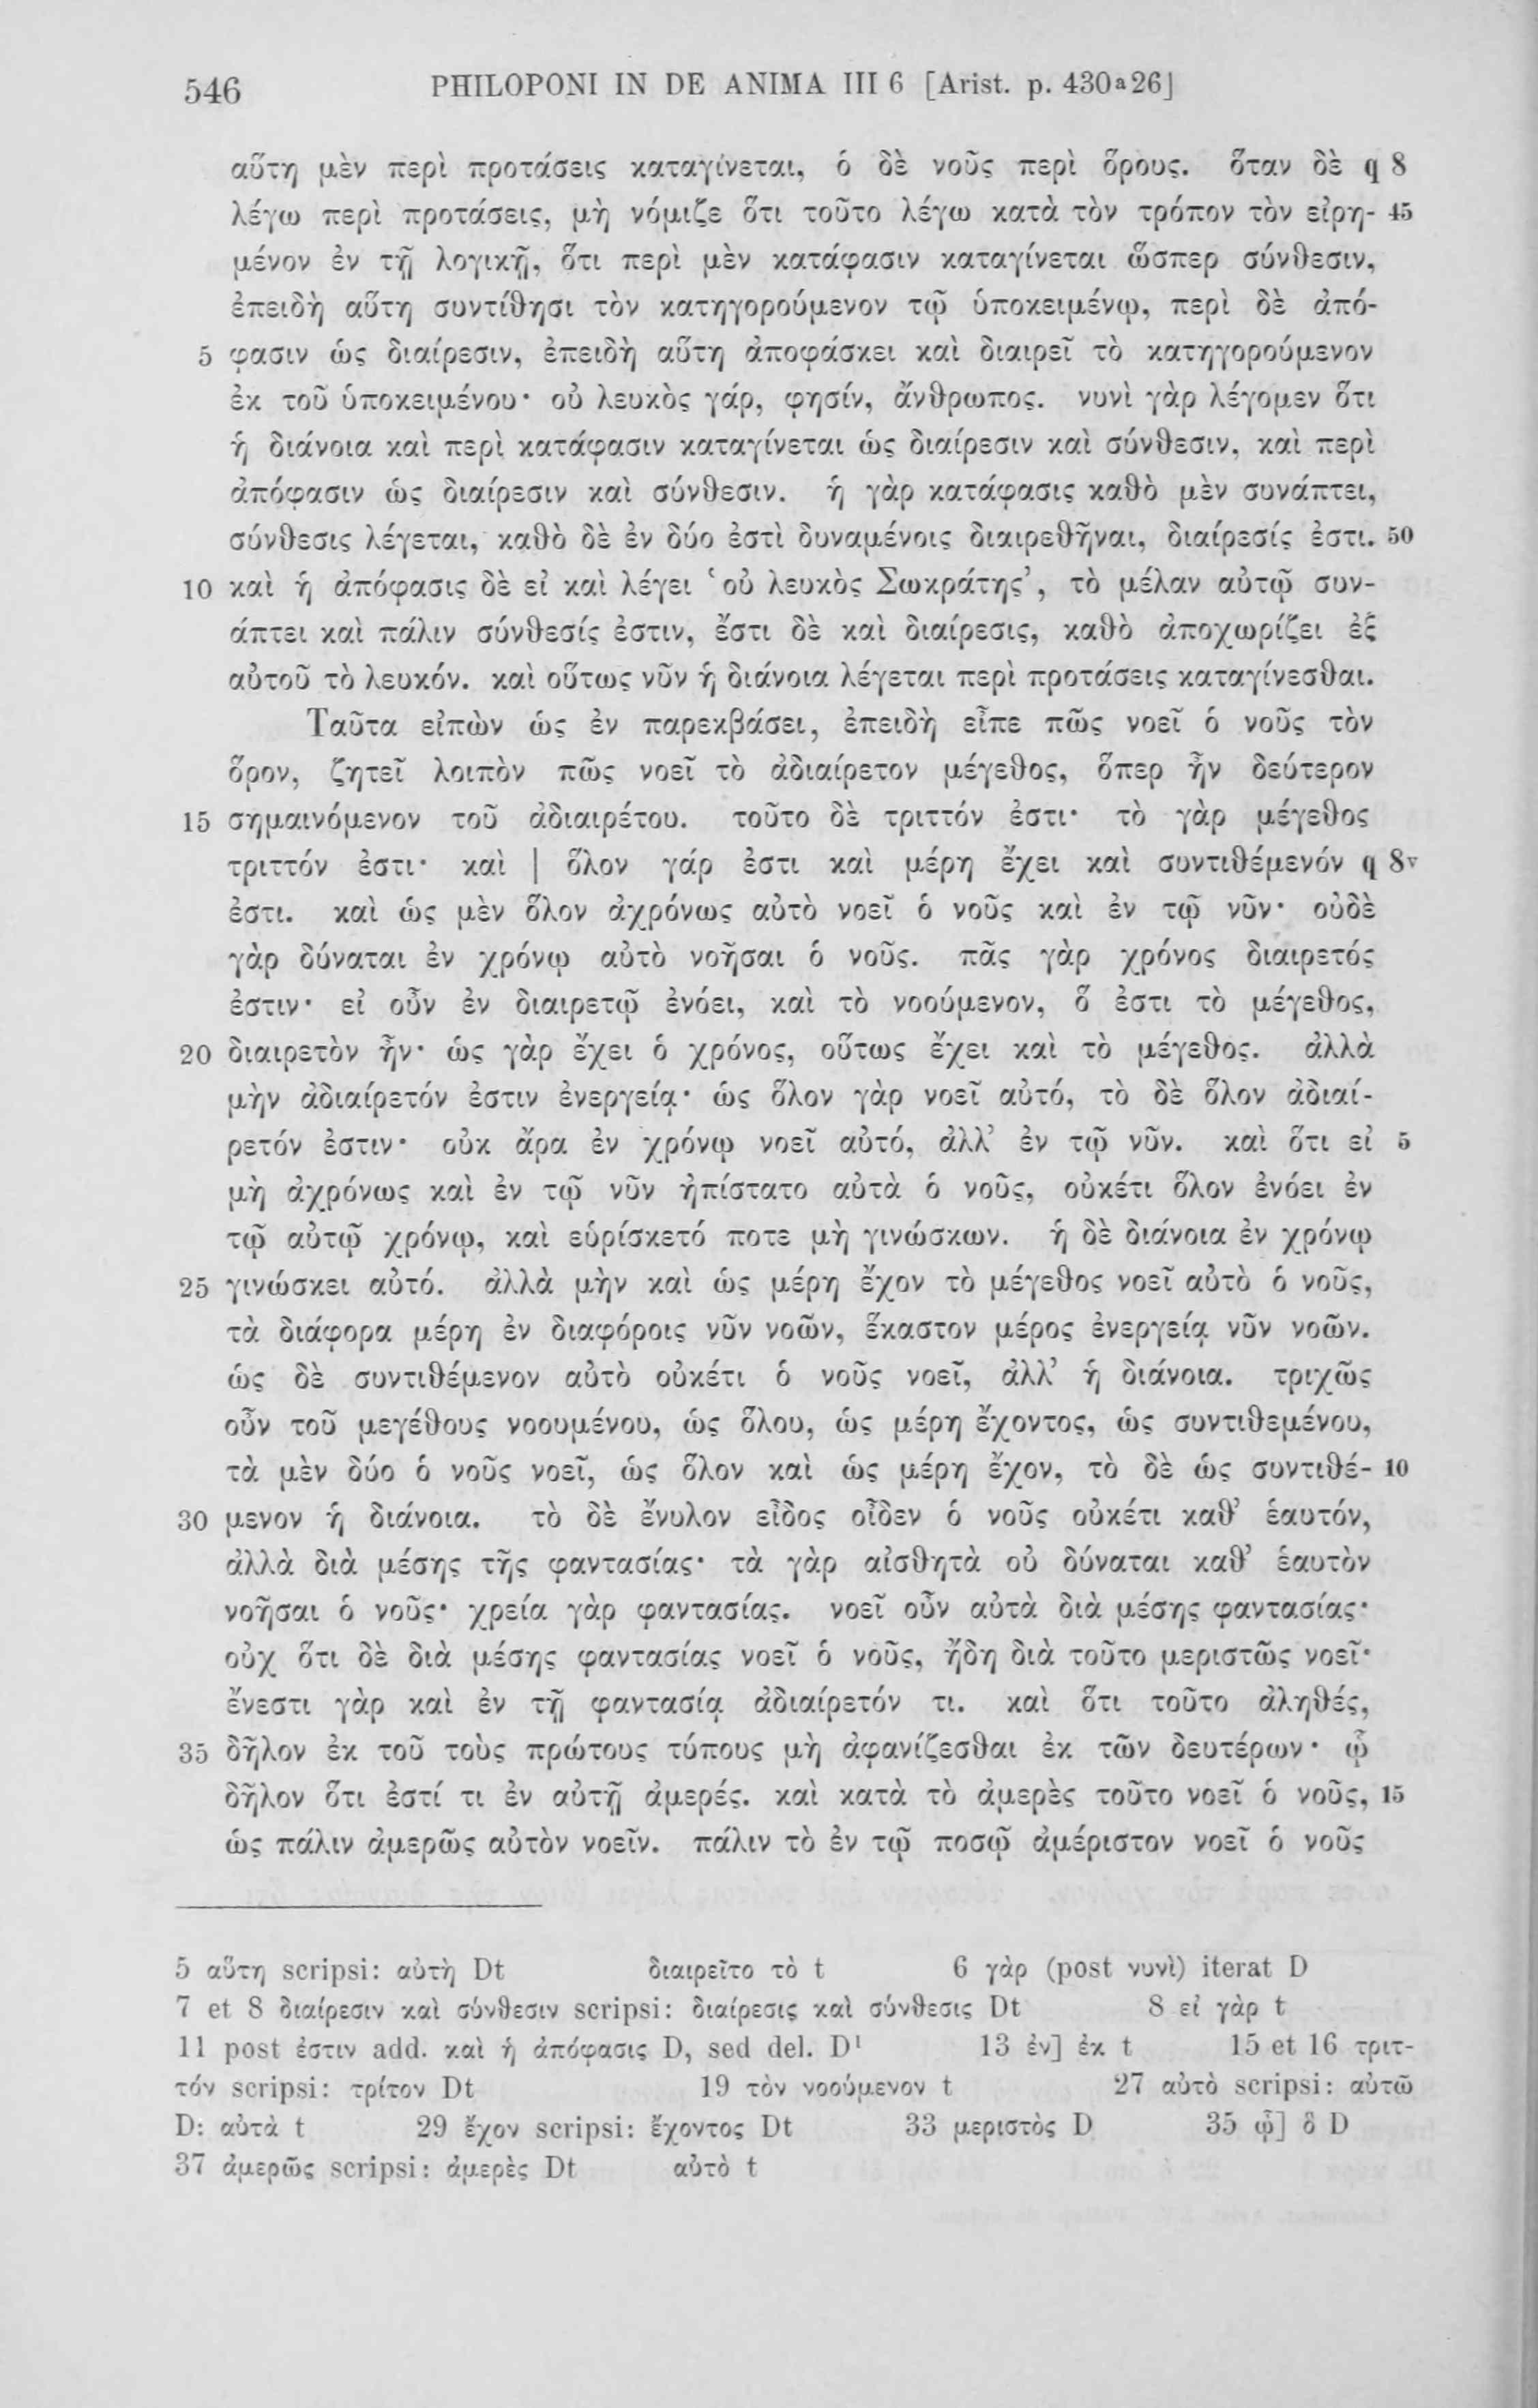 546 PHILOPONI IN DE ANIMA III 6 [Arist. p. 430a26]
αὕτη μὲν περὶ προτάσεις καταγίνεται, ὁ δὲ νοῦς περὶ ὅρους. ὅταν δὲ q 8
λέγω περὶ προτάσεις, μὴ νόμιζε ὅτι τοῦτο λέγω κατὰ τὸν τρόπον τὸν εἰρη- 45
μένον ἐν τῇ λογικῇ, ὅτι περὶ μὲν κατάφασιν καταγίνεται ὥσπερ σύνθεσιν,
ἐπειδὴ αὕτη συντίθησι τὸν κατηγορούμενον τῷ ὑποκειμένῳ, περὶ δὲ ἀπό-
5 φασιν ὡς διαίρεσιν, ἐπειδὴ αὕτη ἀποφάσκει καὶ διαιρεῖ τὸ κατηγορούμενον
ἐκ τοῦ ὑποκειμένου· οὐ λευκὸς γάρ, φησίν, ἄνθρωπος. νυνὶ γὰρ λέγομεν ὅτι
ἡ διάνοια καὶ περὶ κατάφασιν καταγίνεται ὡς διαίρεσιν καὶ σύνθεσιν, καὶ περὶ
ἀπόφασιν ὡς διαίρεσιν καὶ σύνθεσιν. ἡ γὰρ κατάφασις καθὸ μὲν συνάπτει,
σύνθεσις λέγεται, καθὸ δὲ ἐν δύο ἐστὶ δυναμένοις διαιρεθῆναι, διαίρεσίς ἐστι. 50
10 καὶ ἡ ἀπόφασις δὲ εἰ καὶ λέγει ‘οὐ λευκὸς Σωκράτης’, τὸ μέλαν αὐτῷ συν-
άπτει καὶ πάλιν σύνθεσίς ἐστιν, ἔστι δὲ καὶ διαίρεσις, καθὸ ἀποχωρίζει ἐξ
αὐτοῦ τὸ λευκόν. καὶ οὕτως νῦν ἡ διάνοια λέγεται περὶ προτάσεις καταγίνεσθαι.
Ταῦτα εἰπὼν ὡς ἐν παρεκβάσει, ἐπειδὴ εἶπε πῶς νοεῖ ὁ νοῦς τὸν
ὅρον, ζητεῖ λοιπὸν πῶς νοεῖ τὸ ἀδιαίρετον μέγεθος, ὅπερ ἦν δεύτερον
15 σημαινόμενον τοῦ ἀδιαιρέτου. τοῦτο δὲ τριττόν ἐστι· τὸ γὰρ μέγεθος
τριττόν ἐστι· καὶ | ὅλον γάρ ἐστι καὶ μέρη ἔχει καὶ συντιθέμενόν q 8v
ἐστι. καὶ ὡς μὲν ὅλον ἀχρόνως αὐτὸ νοεῖ ὁ νοῦς καὶ ἐν τῷ νῦν· οὐδὲ
γὰρ δύναται ἐν χρόνῳ αὐτὸ νοῆσαι ὁ νοῦς. πᾶς γὰρ χρόνος διαιρετός
ἐστιν· εἰ οὖν ἐν διαιρετῷ ἐνόει, καὶ τὸ νοούμενον, ὅ ἐστι τὸ μέγεθος,
20 διαιρετὸν ἦν· ὡς γὰρ ἔχει ὁ χρόνος, οὕτως ἔχει καὶ τὸ μέγεθος. ἀλλὰ
μὴν ἀδιαίρετόν ἐστιν ἐνεργείᾳ· ὡς ὅλον γὰρ νοεῖ αὐτό, τὸ δὲ ὅλον ἀδιαί-
ρετόν ἐστιν· οὐκ ἄρα ἐν χρόνῳ νοεῖ αὐτό, ἀλλ’ ἐν τῷ νῦν. καὶ ὅτι εἰ 5
μὴ ἀχρόνως καὶ ἐν τῷ νῦν ἠπίστατο αὐτὰ ὁ νοῦς, οὐκέτι ὅλον ἐνόει ἐν
τῷ αὐτῷ χρόνῳ, καὶ εὑρίσκετό ποτε μὴ γινώσκων. ἡ δὲ διάνοια ἐν χρόνῳ
25 γινώσκει αὐτό. ἀλλὰ μὴν καὶ ὡς μέρη ἔχον τὸ μέγεθος νοεῖ αὐτὸ ὁ νοῦς,
τὰ διάφορα μέρη ἐν διαφόροις νῦν νοῶν, ἕκαστον μέρος ἐνεργείᾳ νῦν νοῶν.
ὡς δὲ συντιθέμενον αὐτὸ οὐκέτι ὁ νοῦς νοεῖ, ἀλλ’ ἡ διάνοια. τριχῶς
οὖν τοῦ μεγέθους νοουμένου, ὡς ὅλου, ὡς μέρη ἔχοντος, ὡς συντιθεμένου,
τὰ μὲν δύο ὁ νοῦς νοεῖ, ὡς ὅλον καὶ ὡς μέρη ἔχον, τὸ δὲ ὡς συντιθέ- 10
30 μενον ἡ διάνοια. τὸ δὲ ἔνυλον εἶδος οἶδεν ὁ νοῦς οὐκέτι καθ’ ἑαυτόν,
ἀλλὰ διὰ μέσης τῆς φαντασίας· τὰ γὰρ αἰσθητὰ οὐ δύναται καθ’ ἑαυτὸν
νοῆσαι ὁ νοῦς· χρεία γὰρ φαντασίας. νοεῖ οὖν αὐτὰ διὰ μέσης φαντασίας·
οὐχ ὅτι δὲ διὰ μέσης φαντασίας νοεῖ ὁ νοῦς, ἤδη διὰ τοῦτο μεριστῶς νοεῖ·
ἔνεστι γὰρ καὶ ἐν τῇ φαντασίᾳ ἀδιαίρετόν τι. καὶ ὅτι τοῦτο ἀληθές,
35 δῆλον ἐκ τοῦ τοὺς πρώτους τύπους μὴ ἀφανίζεσθαι ἐκ τῶν δευτέρων· ᾧ
δῆλον ὅτι ἐστί τι ἐν αὐτῇ ἀμερές. καὶ κατὰ τὸ ἀμερὲς τοῦτο νοεῖ ὁ νοῦς, 15
ὡς πάλιν ἀμερῶς αὐτὸν νοεῖν. πάλιν τὸ ἐν τῷ ποσῷ ἀμέριστον νοεῖ ὁ νοῦς
5 αὕτη scripsi: αὐτὴ Dt διαιρεῖτο τὸ t 6 γὰρ (post νυνὶ) iterat D
7 et 8 διαίρεσιν καὶ σύνθεσιν scripsi: διαίρεσις καὶ σύνθεσις Dt 8 εἰ γὰρ t
11 post ἐστιν add. καὶ ἡ ἀπόφασις D, sed del. D¹ 13 ἐν] ἐκ t 15 et 16 τριτ-
τόν scripsi: τρίτον Dt 19 τὸν νοούμενον t 27 αὐτὸ scripsi: αὐτῶ
D: αὐτὰ t 29 ἔχον scripsi: ἔχοντος Dt 33 μεριστὸς D 35 ᾧ] ὃ D
37 ἀμερῶς scripsi: ἀμερὲς Dt αὐτὸ t